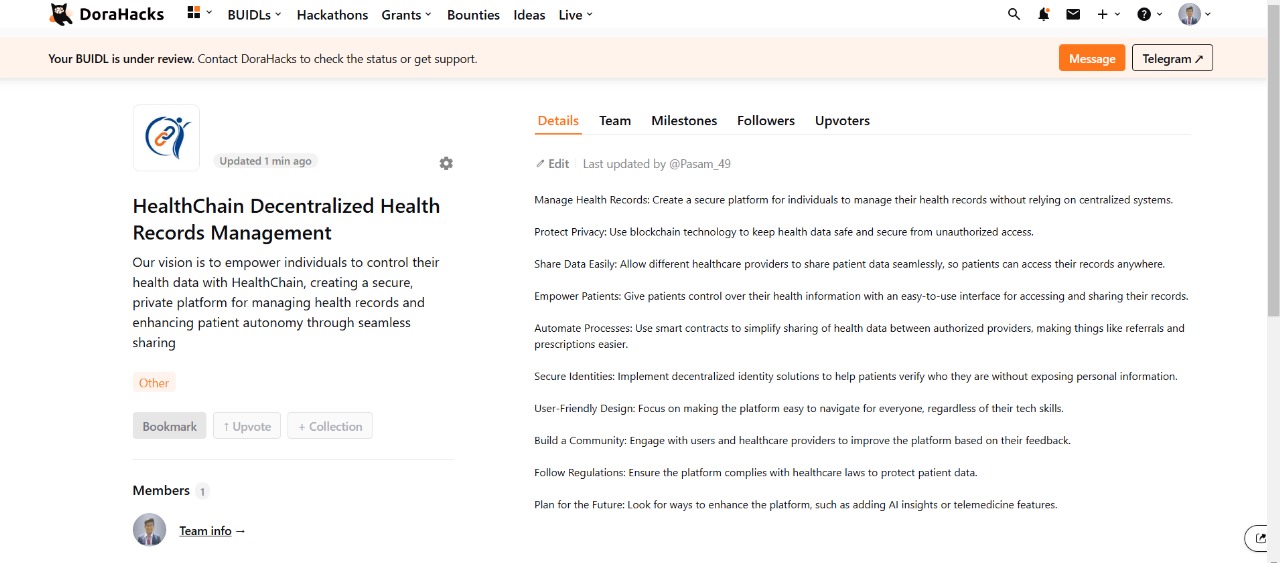 DoraHacks
BUIDLs
Hackathons
Grants
Bounties
Ideas
Live
Your BUIDL is under review. Contact DoraHacks to check the status or get support.
Message
Telegram ↗
Updated 1 min ago
HealthChain Decentralized Health
Records Management
Our vision is to empower individuals to control their
health data with HealthChain, creating a secure,
private platform for managing health records and
enhancing patient autonomy through seamless
sharing
Other
Bookmark
↑ Upvote
+ Collection
Members 1
Team info →
Details
Team
Milestones
Followers
Upvoters
Edit
Last updated by @Pasam_49
Manage Health Records: Create a secure platform for individuals to manage their health records without relying on centralized systems.
Protect Privacy: Use blockchain technology to keep health data safe and secure from unauthorized access.
Share Data Easily: Allow different healthcare providers to share patient data seamlessly, so patients can access their records anywhere.
Empower Patients: Give patients control over their health information with an easy-to-use interface for accessing and sharing their records.
Automate Processes: Use smart contracts to simplify sharing of health data between authorized providers, making things like referrals and
prescriptions easier.
Secure Identities: Implement decentralized identity solutions to help patients verify who they are without exposing personal information.
User-Friendly Design: Focus on making the platform easy to navigate for everyone, regardless of their tech skills.
Build a Community: Engage with users and healthcare providers to improve the platform based on their feedback.
Follow Regulations: Ensure the platform complies with healthcare laws to protect patient data.
Plan for the Future: Look for ways to enhance the platform, such as adding AI insights or telemedicine features.